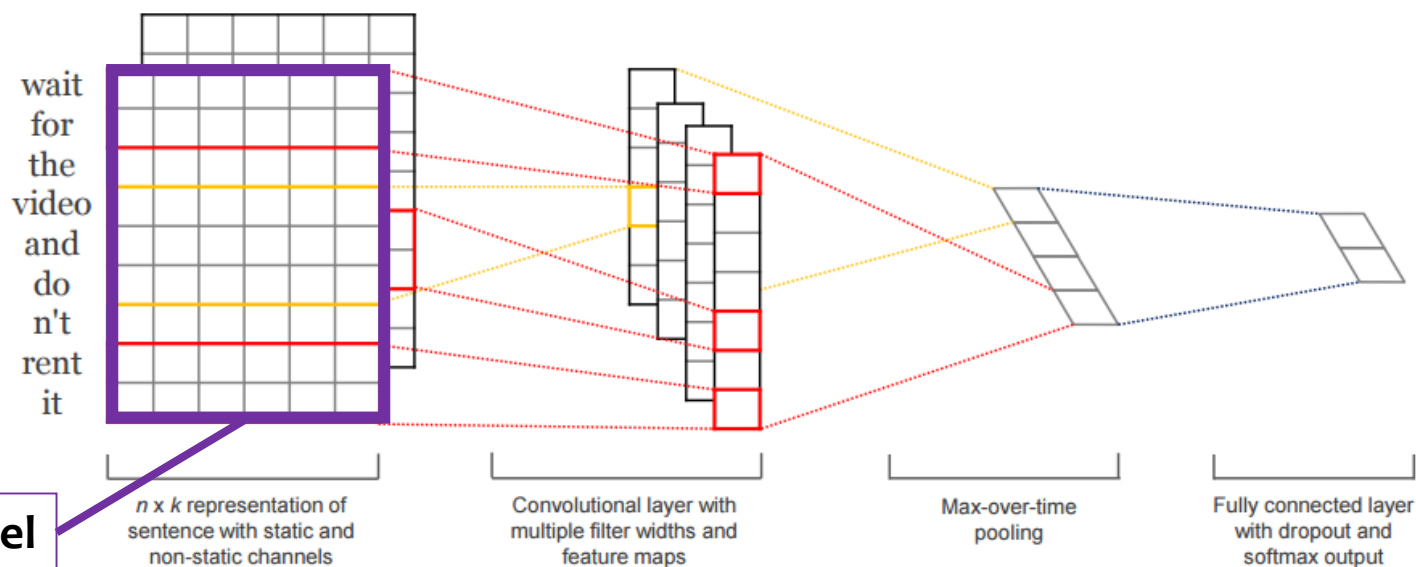 wait
for
the
video
and
do
n't
rent
it
el
n x k representation of
sentence with static and
non-static channels
Convolutional layer with
multiple filter widths and
feature maps
Max-over-time
pooling
Fully connected layer
with dropout and
softmax output